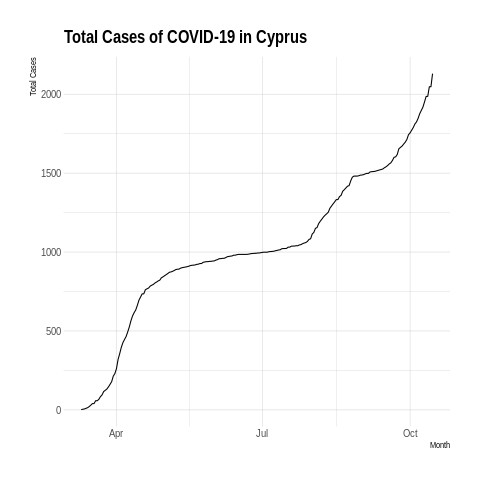 Total Cases of COVID-19 in Cyprus
Total Cases
2000
1500
1000
500
0
Apr Jul Oct
Month